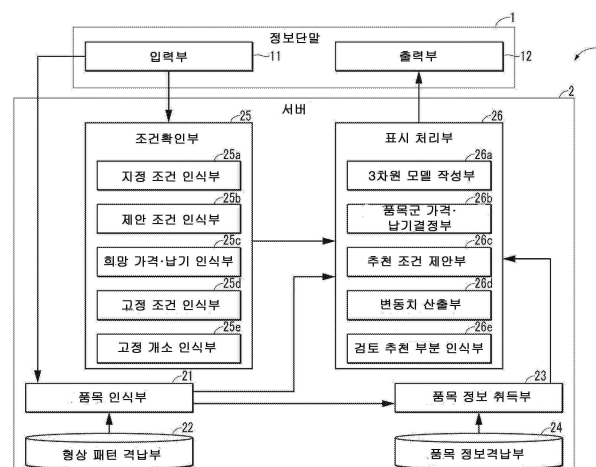 1
정보단말
입력부
11
출력부
12
2
서버
25
조건확인부
25a
지정 조건 인식부
25b
제안 조건 인식부
25c
희망 가격·납기 인식부
25d
고정 조건 인식부
25e
고정 개소 인식부
26
표시 처리부
26a
3차원 모델 작성부
26b
품목군 가격·
납기결정부
26c
추천 조건 제안부
26d
변동치 산출부
26e
검토 추천 부분 인식부
21
품목 인식부
23
품목 정보 취득부
22
형상 패턴 격납부
24
품목 정보격납부